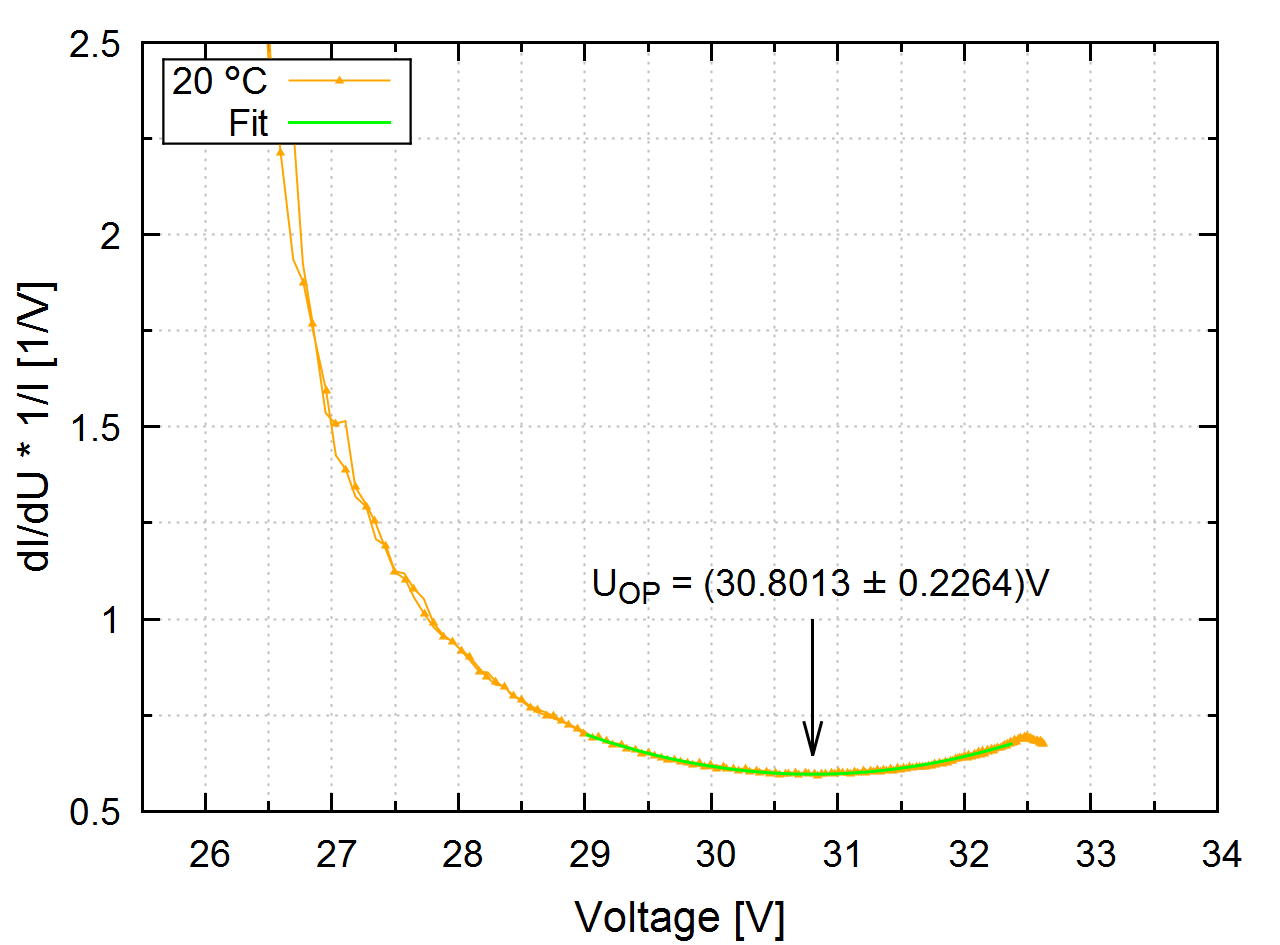 2.5
2
1.5
1
0.5
dI/dU * 1/I [1/V]
20 °C
Fit
U_OP = (30.8013 ± 0.2264)V
26 27 28 29 30 31 32 33 34
Voltage [V]